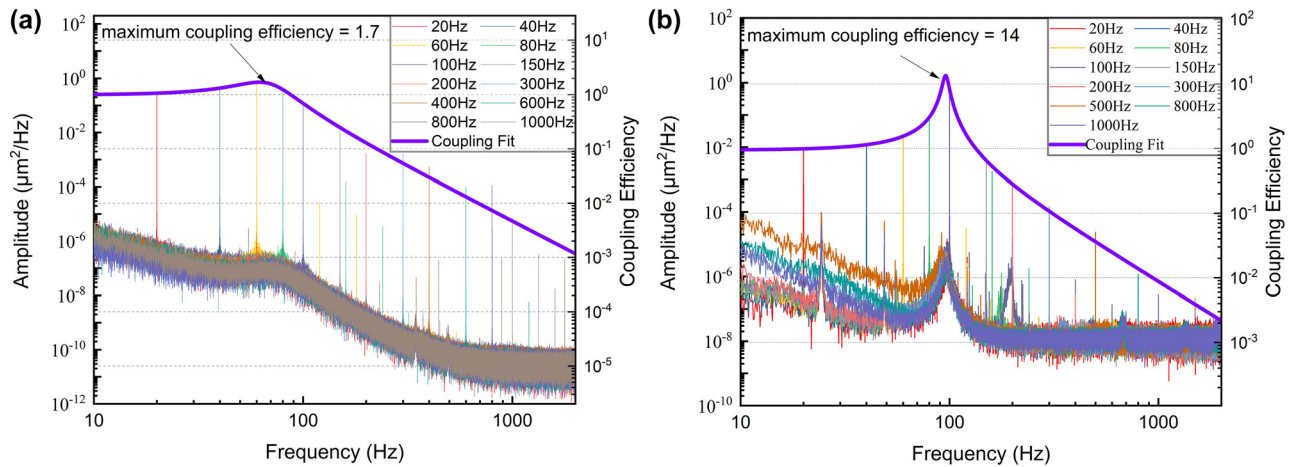 (a)
maximum coupling efficiency = 1.7
20Hz 40Hz
60Hz 80Hz
100Hz 150Hz
200Hz 300Hz
400Hz 600Hz
800Hz 1000Hz
Coupling Fit
Amplitude (μm²/Hz)
10² 10⁰ 10⁻² 10⁻⁴ 10⁻⁶ 10⁻⁸ 10⁻¹⁰ 10⁻¹²
10¹ 10⁰ 10⁻¹ 10⁻² 10⁻³ 10⁻⁴ 10⁻⁵
Coupling Efficiency
10 100 1000
Frequency (Hz)
(b)
maximum coupling efficiency = 14
20Hz 40Hz
60Hz 80Hz
100Hz 150Hz
200Hz 300Hz
500Hz 800Hz
1000Hz
Coupling Fit
Amplitude (μm²/Hz)
10² 10⁰ 10⁻² 10⁻⁴ 10⁻⁶ 10⁻⁸ 10⁻¹⁰
10² 10¹ 10⁰ 10⁻¹ 10⁻² 10⁻³
Coupling Efficiency
10 100 1000
Frequency (Hz)